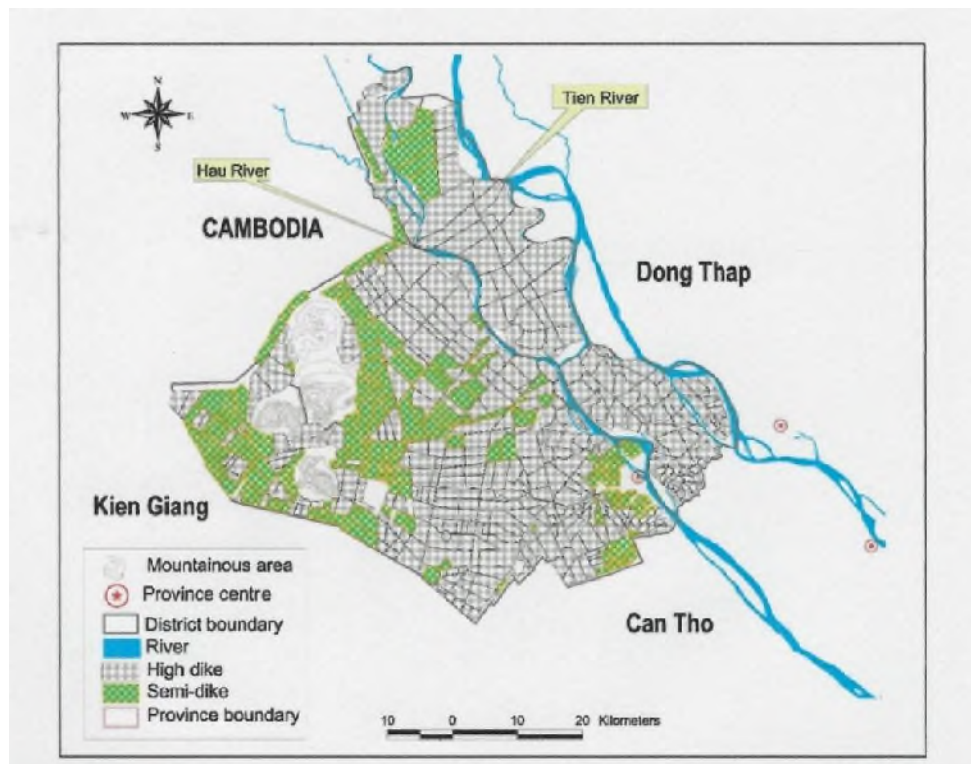 N
W E
S
Tien River
Hau River
CAMBODIA
Dong Thap
Kien Giang
Can Tho
Mountainous area
Province centre
District boundary
River
High dike
Semi-dike
Province boundary
10 0 10 20 Kilometers